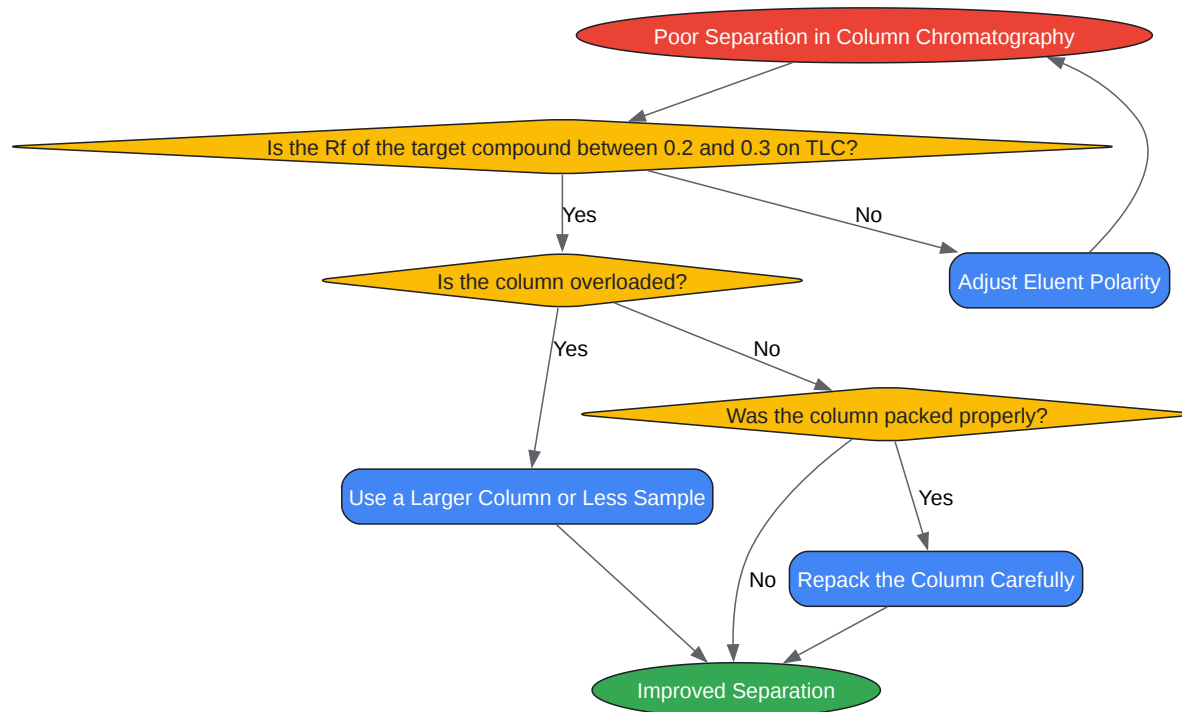 Poor Separation in Column Chromatography
Is the Rf of the target compound between 0.2 and 0.3 on TLC?
Yes
No
Is the column overloaded?
Adjust Eluent Polarity
Yes
No
Was the column packed properly?
Use a Larger Column or Less Sample
Yes
No
Repack the Column Carefully
Improved Separation